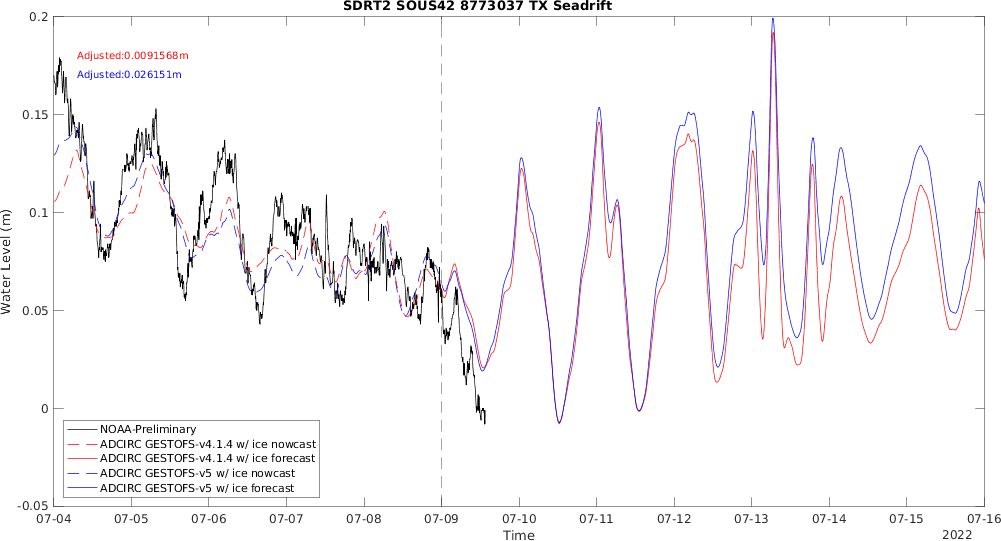 SDRT2 SOUS42 8773037 TX Seadrift
Adjusted:0.0091568m
Adjusted:0.026151m
Water Level (m)
0.2
0.15
0.1
0.05
0
-0.05
NOAA-Preliminary
ADCIRC GESTOFS-v4.1.4 w/ ice nowcast
ADCIRC GESTOFS-v4.1.4 w/ ice forecast
ADCIRC GESTOFS-v5 w/ ice nowcast
ADCIRC GESTOFS-v5 w/ ice forecast
07-04 07-05 07-06 07-07 07-08 07-09 07-10 07-11 07-12 07-13 07-14 07-15 07-16
Time
2022